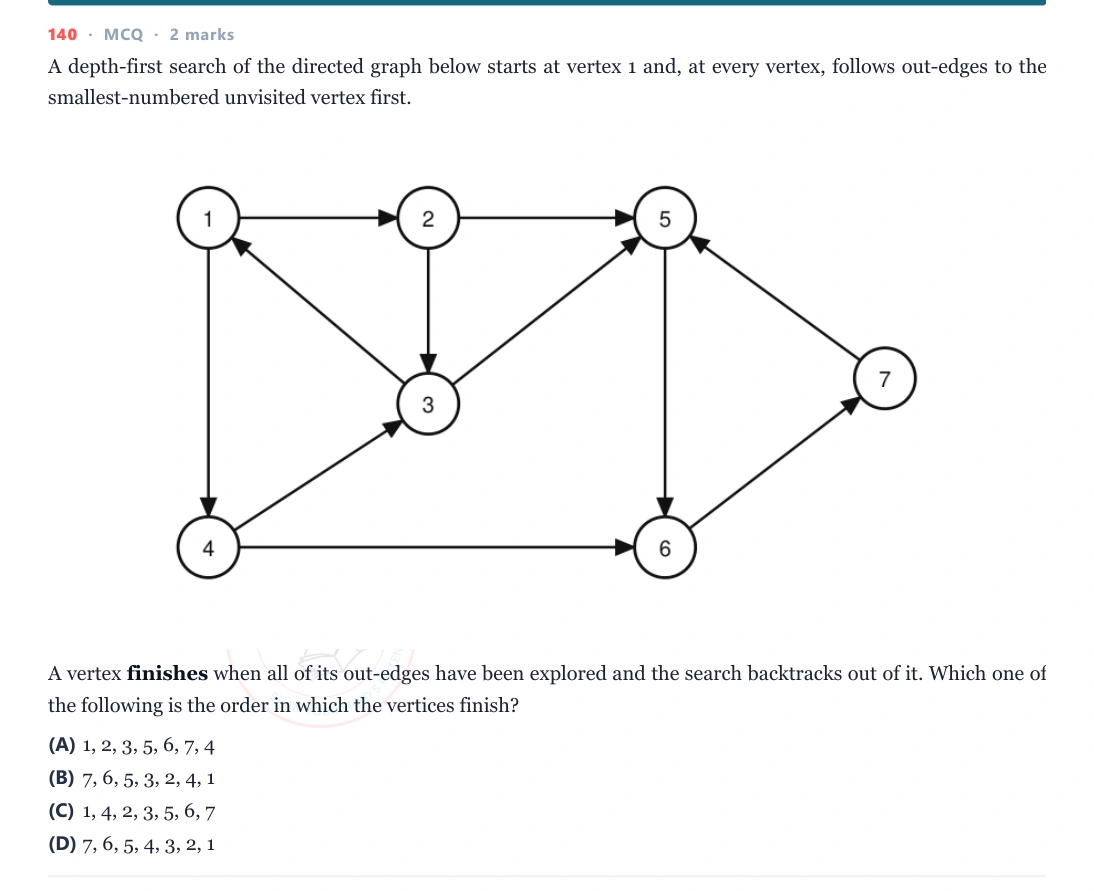 140 · MCQ · 2 marks
A depth-first search of the directed graph below starts at vertex 1 and, at every vertex, follows out-edges to the
smallest-numbered unvisited vertex first.
1
2
5
3
7
4
6
A vertex finishes when all of its out-edges have been explored and the search backtracks out of it. Which one of
the following is the order in which the vertices finish?
(A) 1, 2, 3, 5, 6, 7, 4
(B) 7, 6, 5, 3, 2, 4, 1
(C) 1, 4, 2, 3, 5, 6, 7
(D) 7, 6, 5, 4, 3, 2, 1